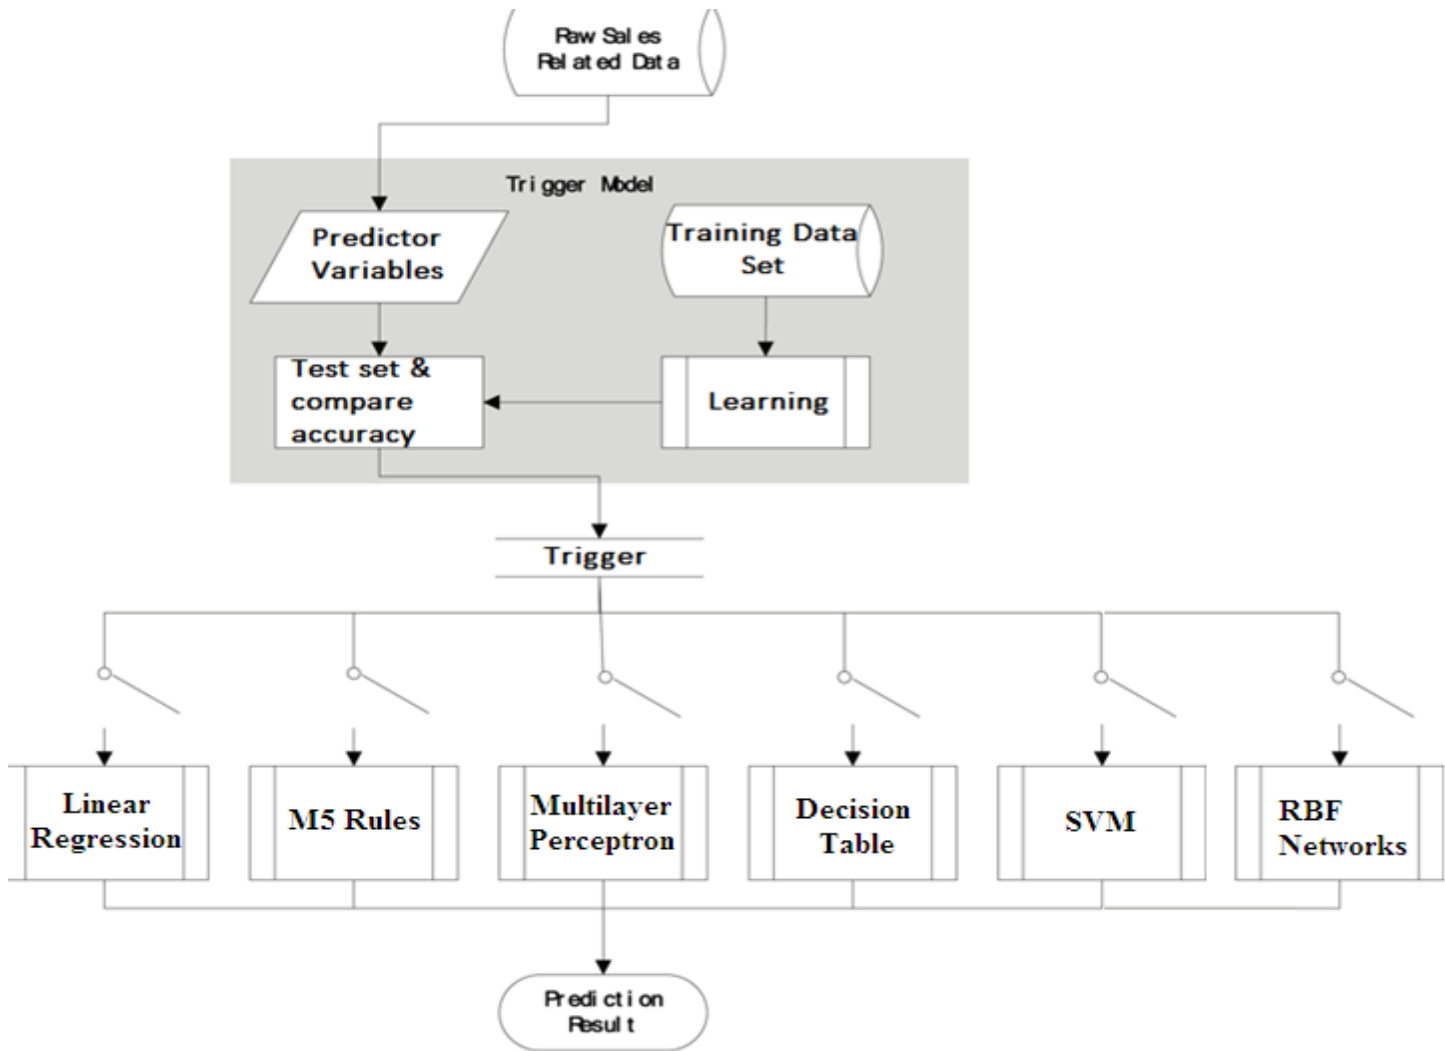 Raw Sales
Related Data
Trigger Model
Predictor
Variables
Training Data
Set
Test set &
compare
accuracy
Learning
Trigger
Linear
Regression
M5 Rules
Multilayer
Perceptron
Decision
Table
SVM
RBF
Networks
Prediction
Result